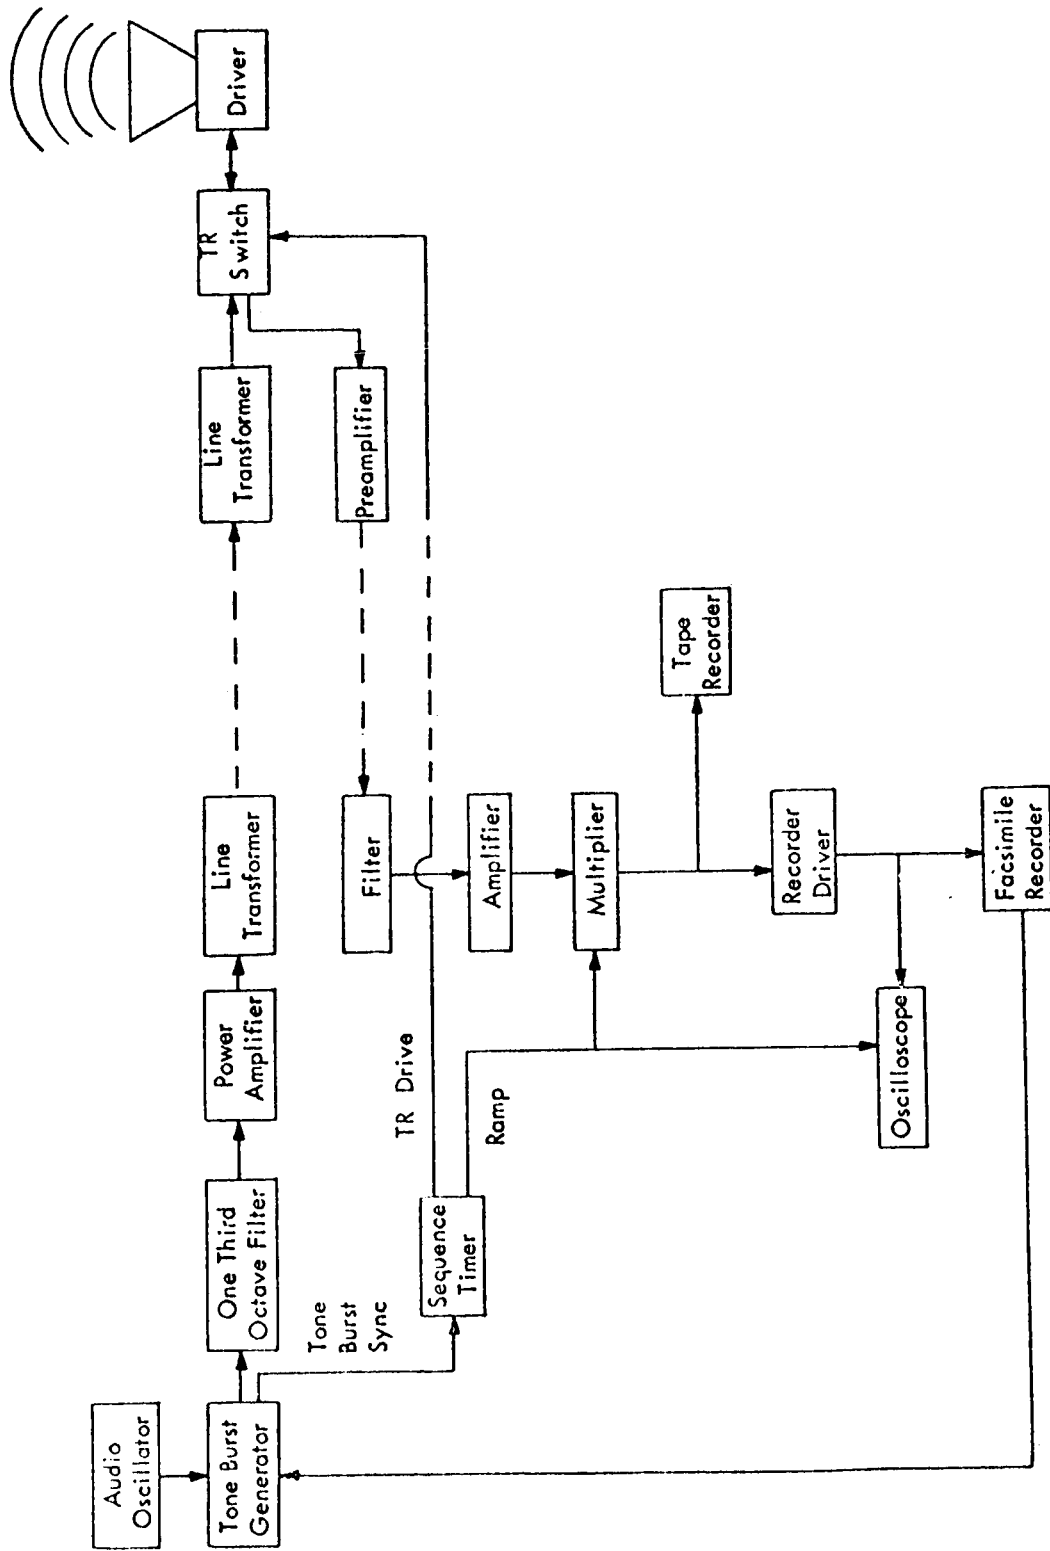 Audio
Oscillator
Tone Burst
Generator
One Third
Octave Filter
Power
Amplifier
Line
Transformer
Line
Transformer
TR
Switch
Driver
Tone
Burst
Sync
Sequence
Timer
TR Drive
Ramp
Filter
Preamplifier
Amplifier
Multiplier
Tape
Recorder
Recorder
Driver
Oscilloscope
Facsimile
Recorder